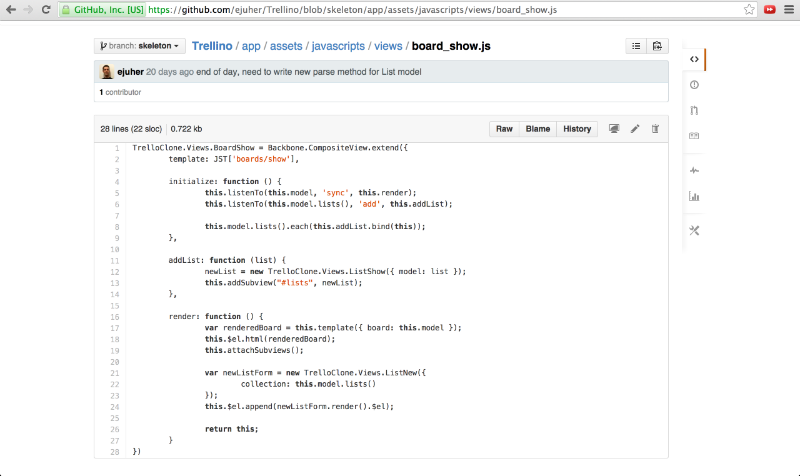 GitHub, Inc. [US] https://github.com/ejuher/Trellino/blob/skeleton/app/assets/javascripts/views/board_show.js
branch: skeleton Trellino / app / assets / javascripts / views / board_show.js
ejuher 20 days ago end of day, need to write new parse method for List model
1 contributor
28 lines (22 sloc) 0.722 kb Raw Blame History
1 TrelloClone.Views.BoardShow = Backbone.CompositeView.extend({
2 template: JST['boards/show'],
3
4 initialize: function () {
5 this.listenTo(this.model, 'sync', this.render);
6 this.listenTo(this.model.lists(), 'add', this.addList);
7
8 this.model.lists().each(this.addList.bind(this));
9 },
10
11 addList: function (list) {
12 newList = new TrelloClone.Views.ListShow({ model: list });
13 this.addSubview("#lists", newList);
14 },
15
16 render: function () {
17 var renderedBoard = this.template({ board: this.model });
18 this.$el.html(renderedBoard);
19 this.attachSubviews();
20
21 var newListForm = new TrelloClone.Views.ListNew({
22 collection: this.model.lists()
23 });
24 this.$el.append(newListForm.render().$el);
25
26 return this;
27 }
28 })